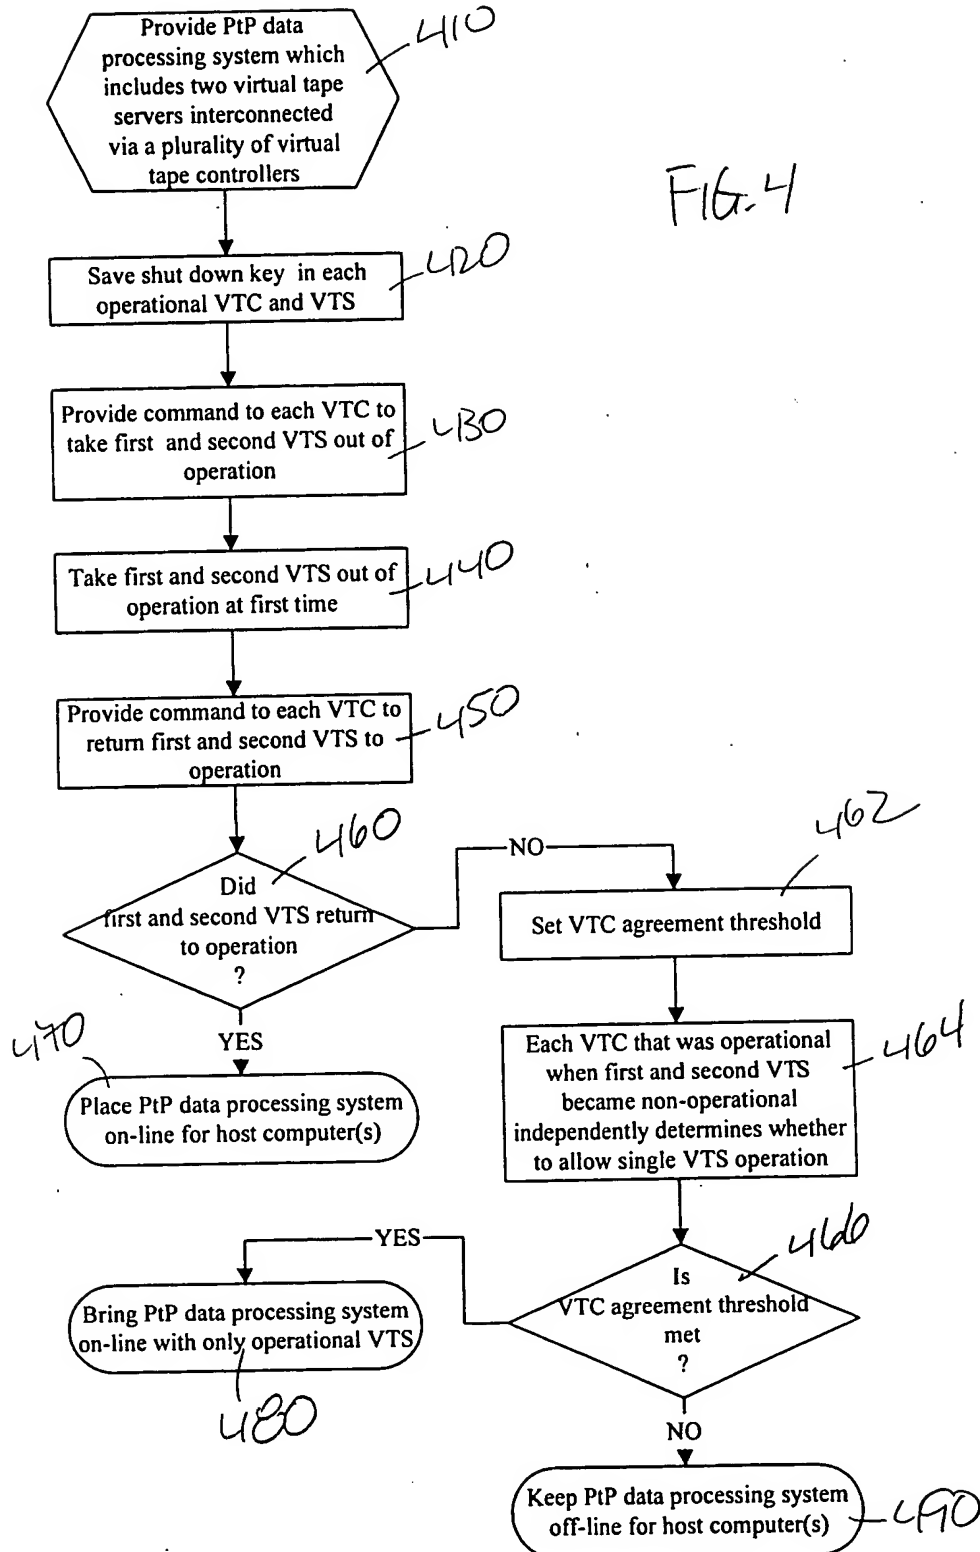 Provide PtP data
processing system which
includes two virtual tape
servers interconnected
via a plurality of virtual
tape controllers
410
FIG. 4
Save shut down key in each
operational VTC and VTS
420
Provide command to each VTC to
take first and second VTS out of
operation
430
Take first and second VTS out of
operation at first time
440
Provide command to each VTC to
return first and second VTS to
operation
450
460
Did
first and second VTS return
to operation
?
NO
462
Set VTC agreement threshold
YES
470
Place PtP data processing system
on-line for host computer(s)
Each VTC that was operational
when first and second VTS
became non-operational
independently determines whether
to allow single VTS operation
464
YES
466
Is
VTC agreement threshold
met
?
Bring PtP data processing system
on-line with only operational VTS
480
NO
Keep PtP data processing system
off-line for host computer(s)
490